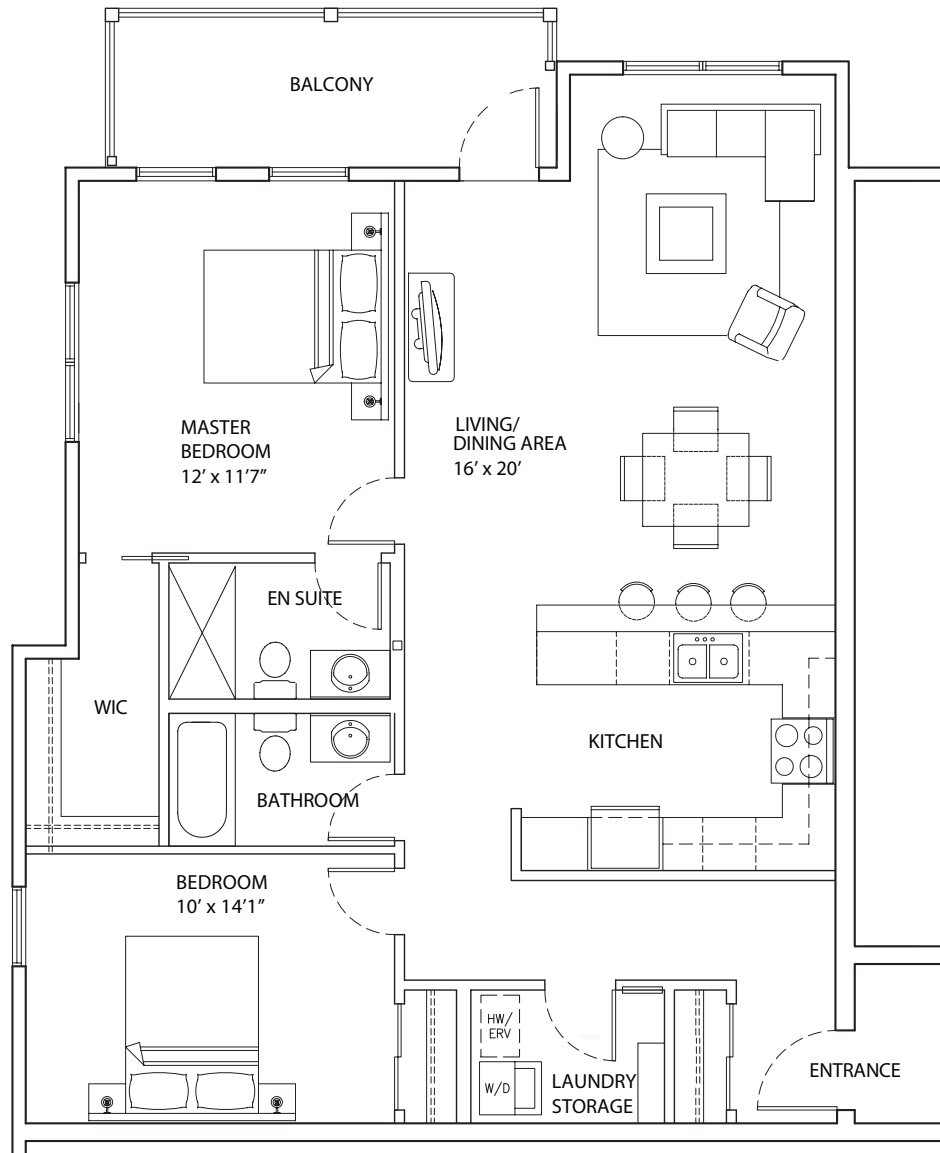 BALCONY
MASTER
BEDROOM
12’ x 11’7”
LIVING/
DINING AREA
16’ x 20’
EN SUITE
WIC
KITCHEN
BATHROOM
BEDROOM
10’ x 14’1”
HW/
ERV
W/D
LAUNDRY
STORAGE
ENTRANCE